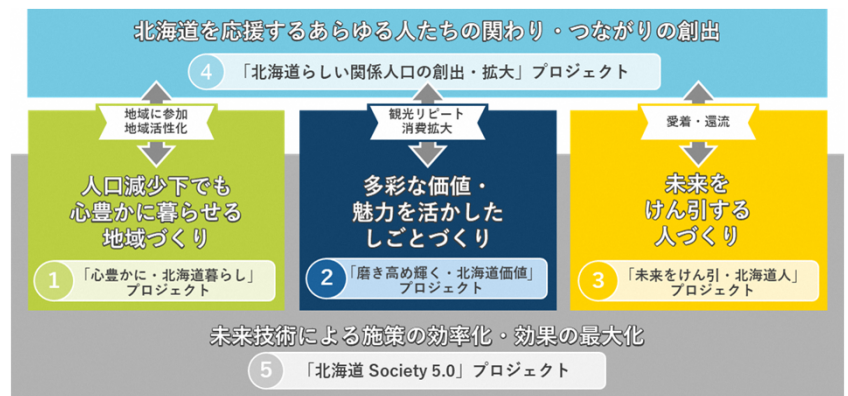 北海道を応援するあらゆる人たちの関わり・つながりの創出
4 「北海道らしい関係人口の創出・拡大」プロジェクト
地域に参加
地域活性化
観光リピート
消費拡大
愛着・還流
人口減少下でも
心豊かに暮らせる
地域づくり
1 「心豊かに・北海道暮らし」
プロジェクト
多彩な価値・
魅力を活かした
しごとづくり
2 「磨き高め輝く・北海道価値」
プロジェクト
未来を
けん引する
人づくり
3 「未来をけん引・北海道人」
プロジェクト
未来技術による施策の効率化・効果の最大化
5 「北海道 Society 5.0」プロジェクト